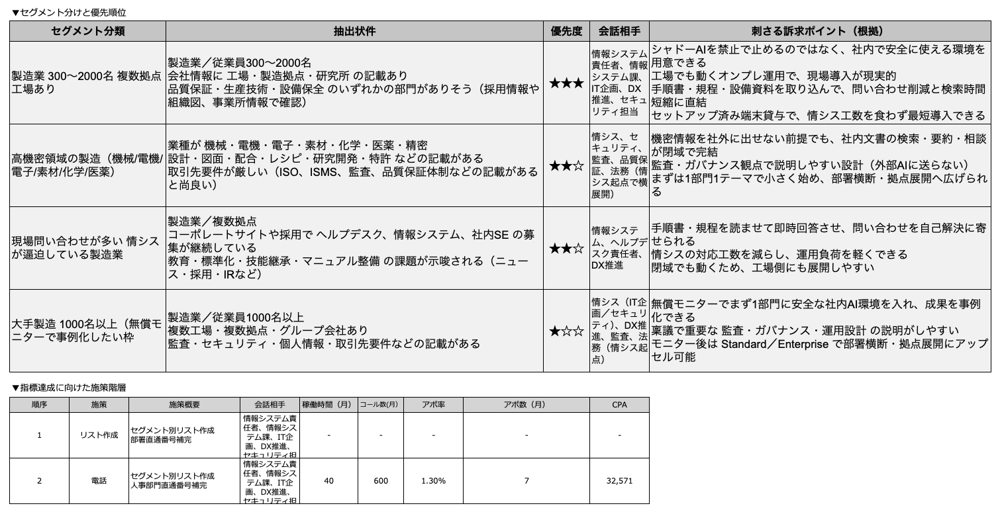 ▼セグメント分けと優先順位
セグメント分類
抽出状件
優先度
会話相手
刺さる訴求ポイント（根拠）
製造業 300〜2000名 複数拠点
工場あり
製造業／従業員300〜2000名
会社情報に 工場・製造拠点・研究所 の記載あり
品質保証・生産技術・設備保全 のいずれかの部門がありそう（採用情報や
組織図、事業所情報で確認）
★★★
情報システム
責任者、情報
システム課、
IT企画、DX
推進、セキュ
リティ担当
シャドーAIを禁止で止めるのではなく、社内で安全に使える環境を
用意できる
工場でも動くオンプレ運用で、現場導入が現実的
手順書・規程・設備資料を取り込んで、問い合わせ削減と検索時間
短縮に直結
セットアップ済み端末貸与で、情シス工数を食わず最短導入できる
高機密領域の製造（機械/電機/
電子/素材/化学/医薬）
業種が 機械・電機・電子・素材・化学・医薬・精密
設計・図面・配合・レシピ・研究開発・特許 などの記載がある
取引先要件が厳しい（ISO、ISMS、監査、品質保証体制などの記載がある
と尚良い）
★★☆
情シス、セ
キュリティ、
監査、品質保
証、法務（情
シス起点で横
展開）
機密情報を社外に出せない前提でも、社内文書の検索・要約・相談
が閉域で完結
監査・ガバナンス観点で説明しやすい設計（外部AIに送らない）
まずは1部門1テーマで小さく始め、部署横断・拠点展開へ広げられ
る
現場問い合わせが多い 情シス
が逼迫している製造業
製造業／複数拠点
コーポレートサイトや採用で ヘルプデスク、情報システム、社内SE の募
集が継続している
教育・標準化・技能継承・マニュアル整備 の課題が示唆される（ニュー
ス・採用・IRなど）
★★☆
情報システ
ム、ヘルプデ
スク責任者、
DX推進
手順書・規程を読ませて即時回答させ、問い合わせを自己解決に寄
せられる
情シスの対応工数を減らし、運用負荷を軽くできる
閉域でも動くため、工場側にも展開しやすい
大手製造 1000名以上（無償モ
ニターで事例化したい枠
製造業／従業員1000名以上
複数工場・複数拠点・グループ会社あり
監査・セキュリティ・個人情報・取引先要件などの記載がある
★☆☆
情シス（IT企
画／セキュリ
ティ）、DX推
進、監査、法
務（情シス起
点）
無償モニターでまず1部門に安全な社内AI環境を入れ、成果を事例
化できる
稟議で重要な 監査・ガバナンス・運用設計 の説明がしやすい
モニター後は Standard／Enterprise で部署横断・拠点展開にアップ
セル可能
▼指標達成に向けた施策階層
順序
施策
施策概要
会話相手
稼働時間（月）
コール数(月)
アポ率
アポ数（月）
CPA
1
リスト作成
セグメント別リスト作成
部署直通番号補完
情報システム責
任者、情報シス
テム課、IT企
画、DX推進、
セキュリティ担
-
-
-
-
-
2
電話
セグメント別リスト作成
人事部門直通番号補完
情報システム責
任者、情報シス
テム課、IT企
画、DX推進、
セキュリティ担
40
600
1.30%
7
32,571